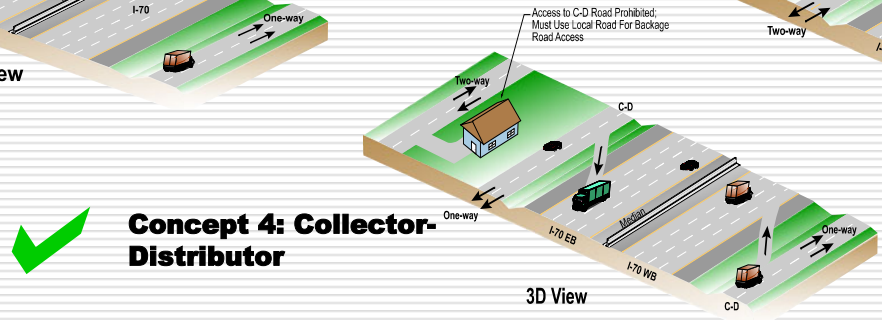 I-70
One-way
ew
Access to C-D Road Prohibited;
Must Use Local Road For Backage
Road Access
Two-way
Two-way
C-D
One-way
I-70 EB
Median
I-70 WB
One-way
C-D
3D View
Concept 4: Collector-
Distributor
I-